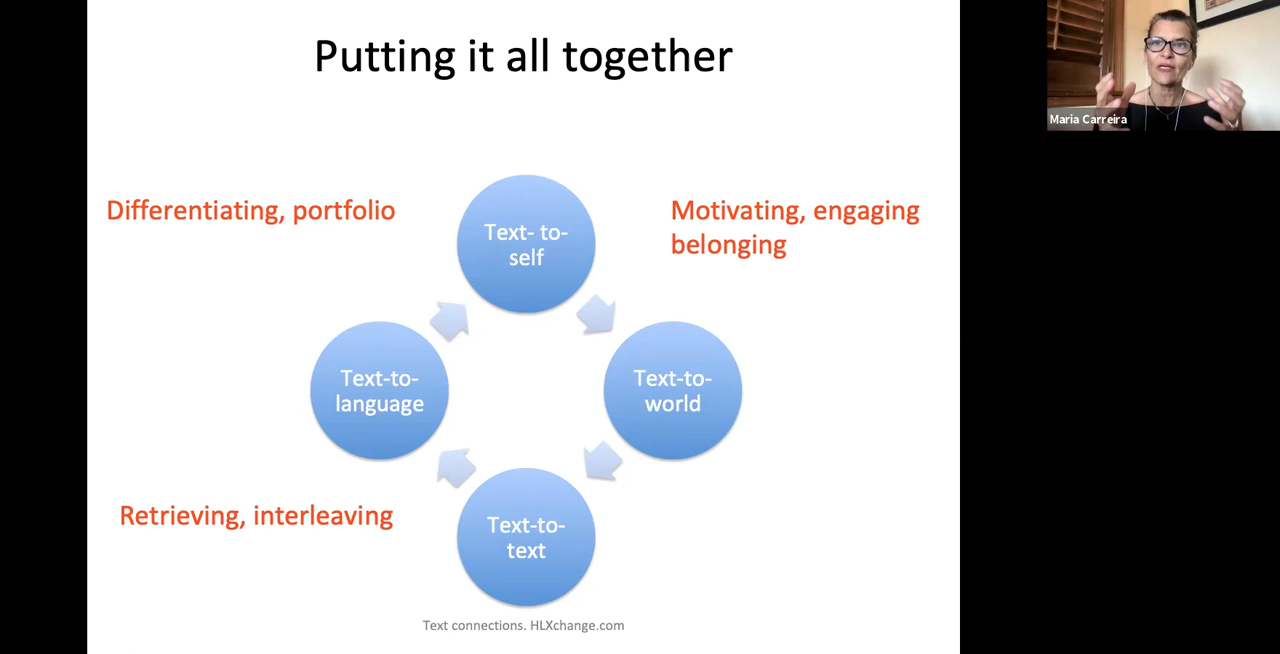 Putting it all together
Maria Carreira
Differentiating, portfolio
Motivating, engaging
belonging
Text- to-
self
Text-to-
language
Text-to-
world
Retrieving, interleaving
Text-to-
text
Text connections. HLXchange.com